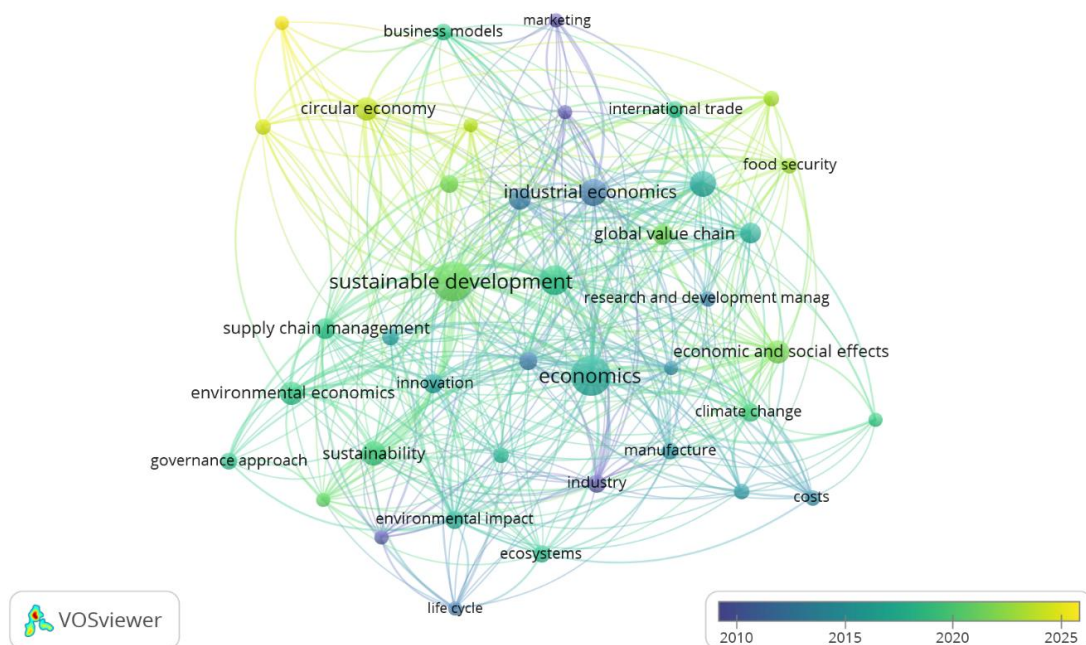 marketing
business models
circular economy
international trade
food security
industrial economics
global value chain
sustainable development
research and development manag
supply chain management
economic and social effects
economics
innovation
environmental economics
climate change
manufacture
sustainability
governance approach
industry
costs
environmental impact
ecosystems
life cycle
VOSviewer
2010 2015 2020 2025